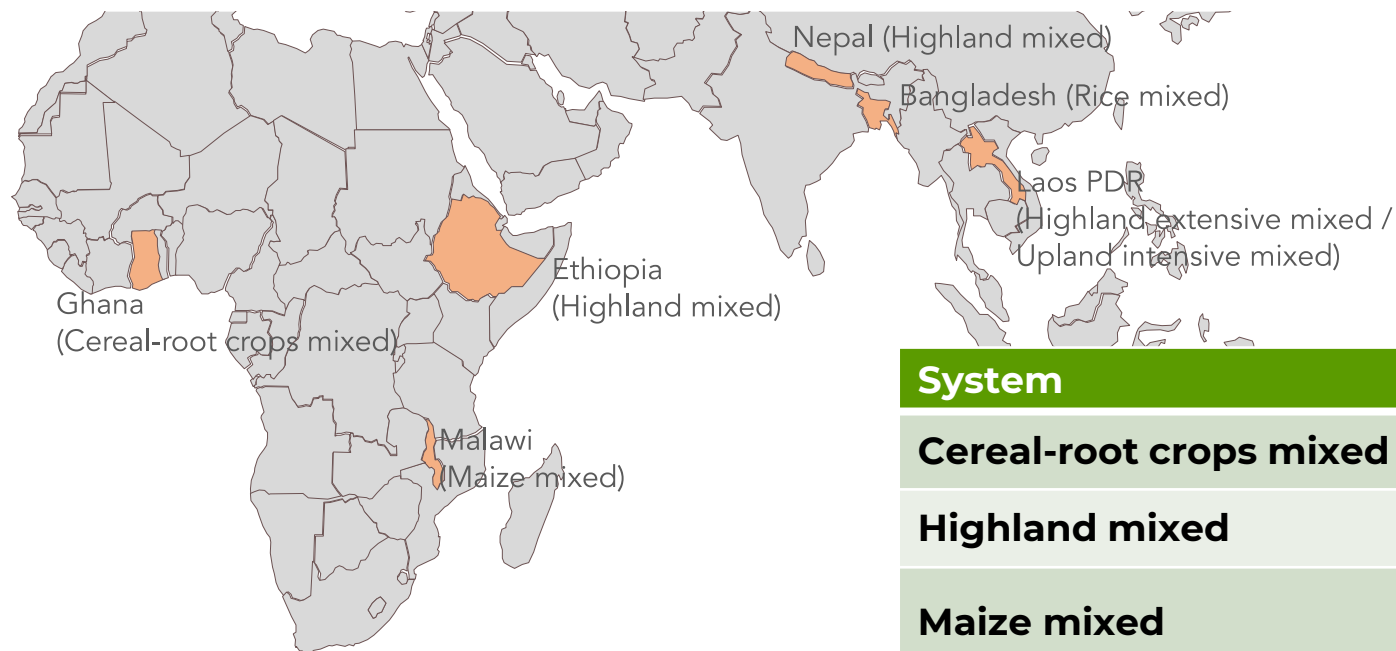 Nepal (Highland mixed)
Bangladesh (Rice mixed)
Laos PDR
(Highland extensive mixed /
Upland intensive mixed)
Ethiopia
(Highland mixed)
Ghana
(Cereal-root crops mixed)
Malawi
(Maize mixed)
System
Cereal-root crops mixed
Highland mixed
Maize mixed